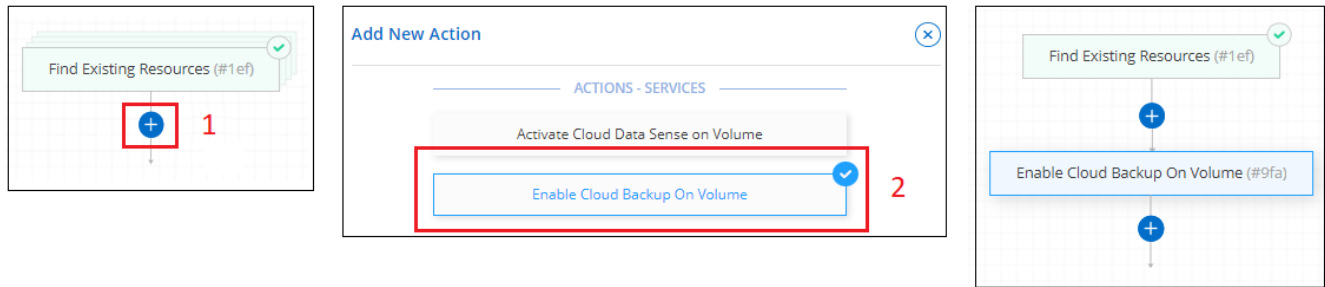 Find Existing Resources (#1ef)
1
Add New Action
ACTIONS - SERVICES
Activate Cloud Data Sense on Volume
Enable Cloud Backup On Volume
2
Find Existing Resources (#1ef)
Enable Cloud Backup On Volume (#9fa)